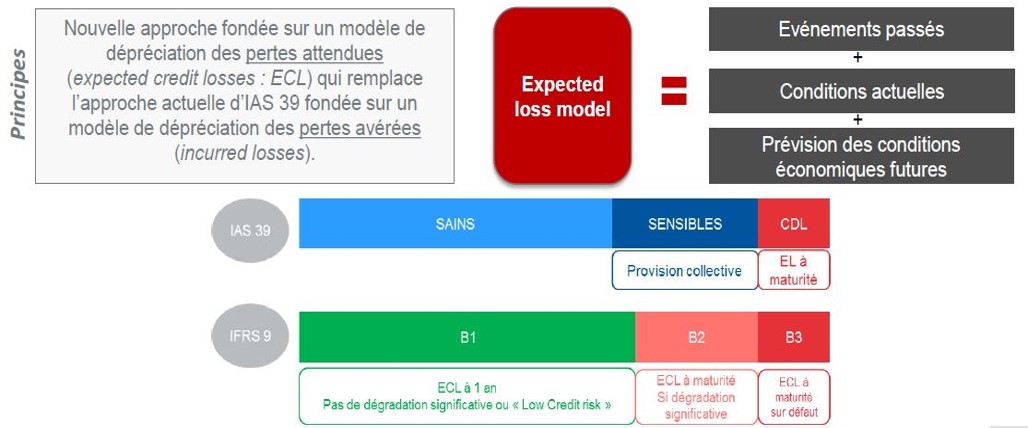 Principes
Nouvelle approche fondée sur un modèle de
dépréciation des pertes attendues
(expected credit losses : ECL) qui remplace
l'approche actuelle d'IAS 39 fondée sur un
modèle de dépréciation des pertes avérées
(incurred losses).
Expected
loss model
=
Evénements passés
+
Conditions actuelles
+
Prévision des conditions
économiques futures
IAS 39
SAINS
SENSIBLES
CDL
Provision collective
EL à
maturité
IFRS 9
B1
B2
B3
ECL à 1 an
Pas de dégradation significative ou « Low Credit risk »
ECL à maturité
Si dégradation
significative
ECL à
maturité
sur défaut